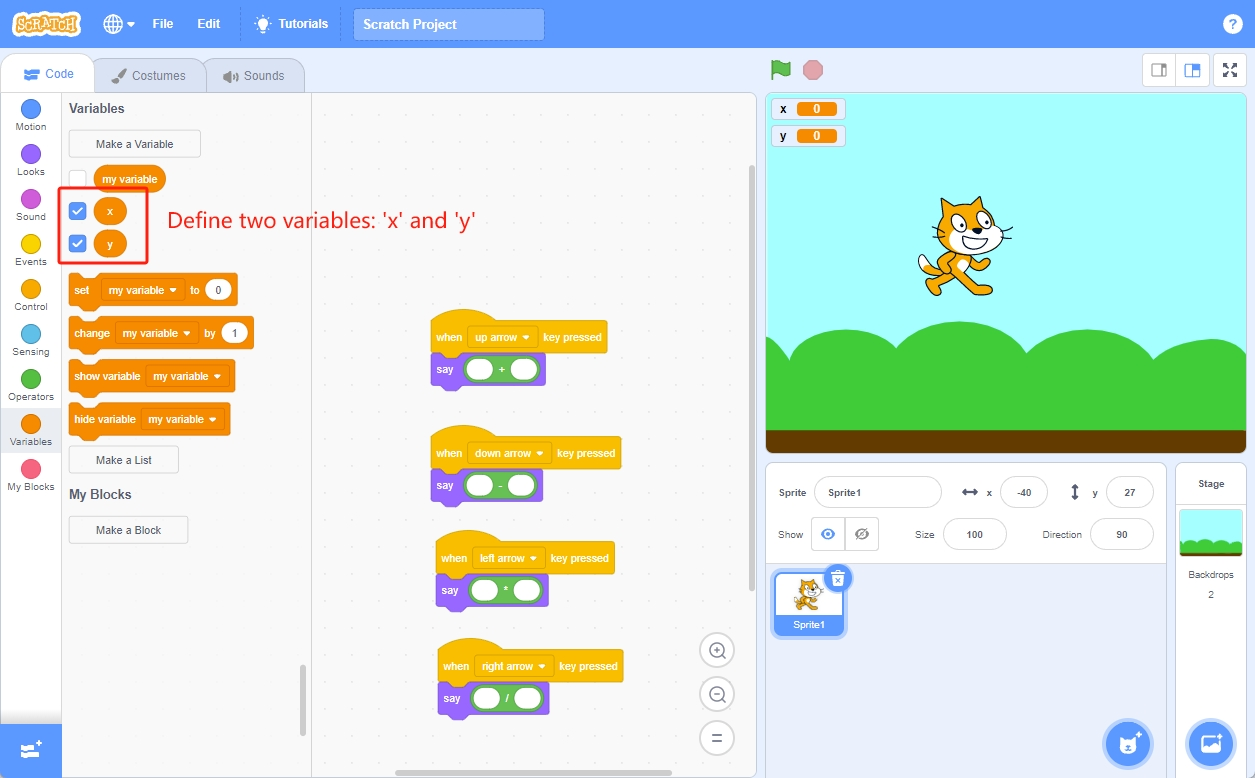 SCRATCH
File
Edit
Tutorials
Scratch Project
?
Code
Costumes
Sounds
Motion
Looks
Sound
Events
Control
Sensing
Operators
Variables
My Blocks
Variables
Make a Variable
my variable
x
y
Define two variables: 'x' and 'y'
set my variable to 0
change my variable by 1
show variable my variable
hide variable my variable
Make a List
My Blocks
Make a Block
when up arrow key pressed
say +
when down arrow key pressed
say -
when left arrow key pressed
say *
when right arrow key pressed
say /
x 0
y 0
Sprite Sprite1 x -40 y 27
Show Size 100 Direction 90
Sprite1
Stage
Backdrops
2